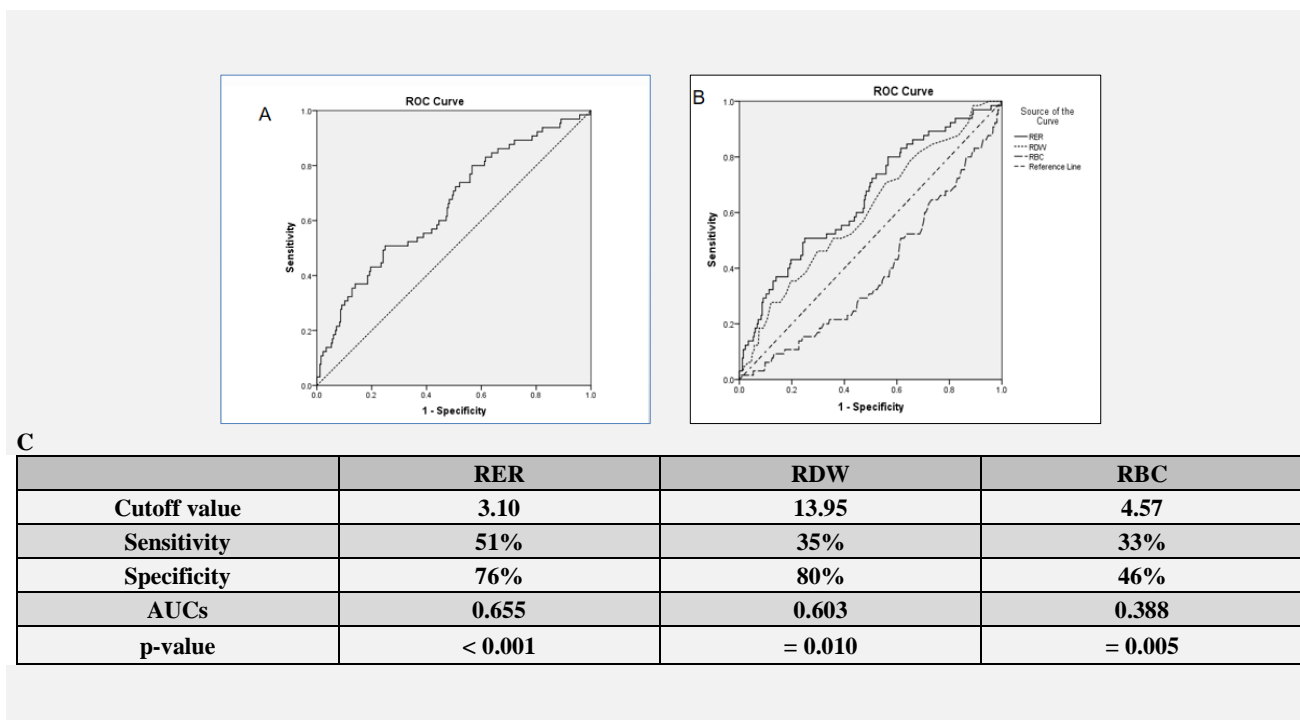 A
ROC Curve
1.0
0.8
0.6
0.4
0.2
0.0
Sensitivity
0.0 0.2 0.4 0.6 0.8 1.0
1 - Specificity
B
ROC Curve
1.0
0.8
0.6
0.4
0.2
0.0
Sensitivity
0.0 0.2 0.4 0.6 0.8 1.0
1 - Specificity
Source of the
Curve
RER
RDW
RBC
Reference Line
C
RER RDW RBC
Cutoff value 3.10 13.95 4.57
Sensitivity 51% 35% 33%
Specificity 76% 80% 46%
AUCs 0.655 0.603 0.388
p-value < 0.001 = 0.010 = 0.005